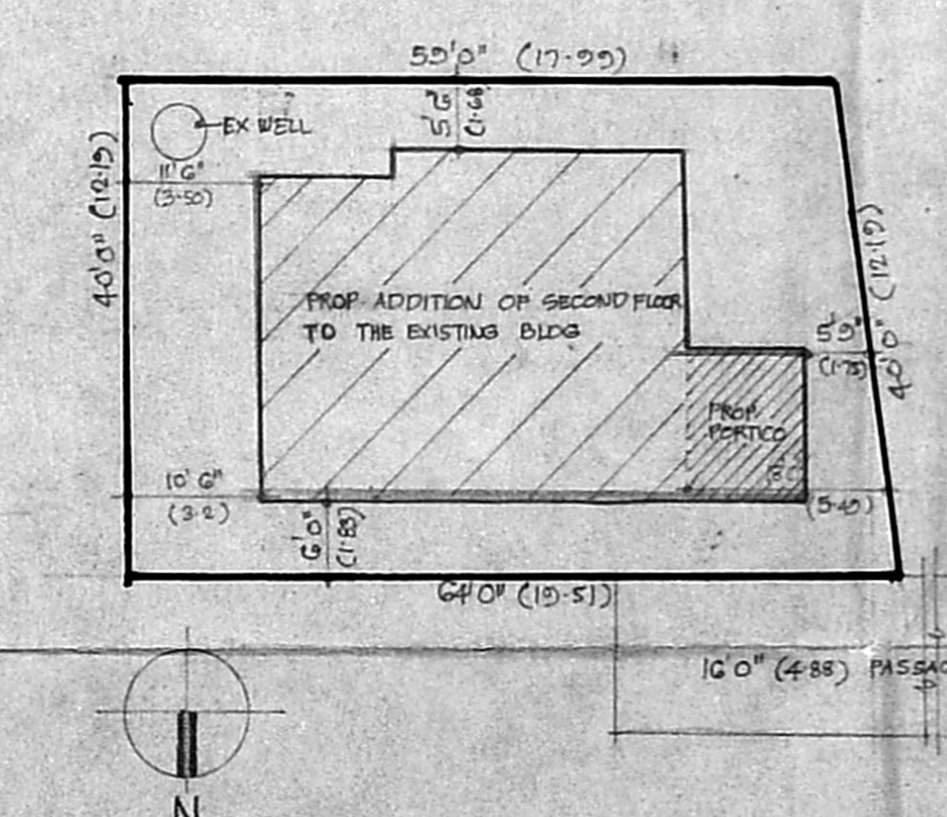 59'0" (17.99)
5'6"
(1.68
EX WELL
11'6"
(3.50)
40'0" (12.19)
40'0" (12.19)
PROP ADDITION OF SECOND FLOOR
TO THE EXISTING BLDG
5'9"
(1.75)
PROP.
PORTICO
10'6"
(3.2)
(5.40)
6'0"
(1.83)
64'0" (19.51)
16'0" (4.88) PASSAG
N